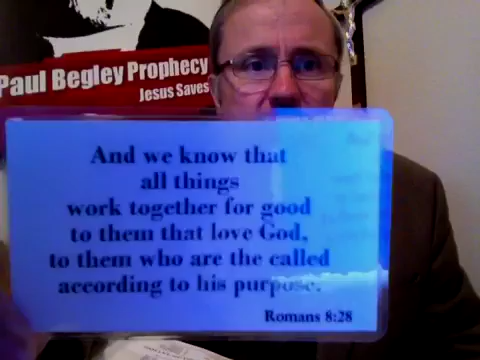 Paul Begley Prophecy
Jesus Saves
And we know that
all things
work together for good
to them that love God,
to them who are the called
according to his purpose.
Romans 8:28